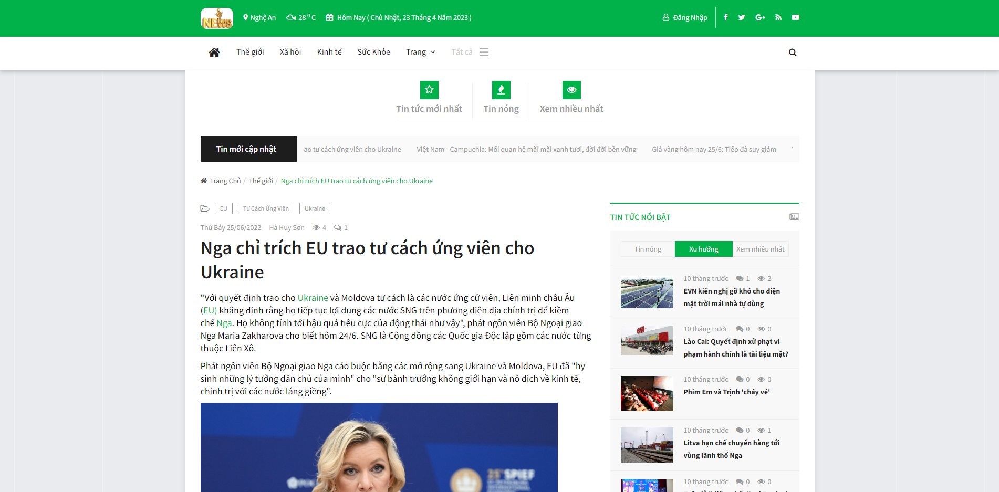 NEWS
Nghệ An
28 0 C
Hôm Nay ( Chủ Nhật, 23 Tháng 4 Năm 2023 )
Đăng Nhập
Thế giới
Xã hội
Kinh tế
Sức Khỏe
Trang
Tất cả
Tin tức mới nhất
Tin nóng
Xem nhiều nhất
Tin mới cập nhật
tư cách ứng viên cho Ukraine
Việt Nam - Campuchia: Mối quan hệ mãi mãi xanh tươi, đời đời bền vững
Giá vàng hôm nay 25/6: Tiếp đà suy giảm
Trang Chủ / Thế giới / Nga chỉ trích EU trao tư cách ứng viên cho Ukraine
EU
Tư Cách Ứng Viên
Ukraine
Thứ Bảy 25/06/2022 Hà Huy Sơn 4 1
Nga chỉ trích EU trao tư cách ứng viên cho
Ukraine
"Với quyết định trao cho Ukraine và Moldova tư cách là các nước ứng cử viên, Liên minh châu Âu
(EU) khẳng định rằng họ tiếp tục lợi dụng các nước SNG trên phương diện địa chính trị để kiềm
chế Nga. Họ không tính tới hậu quả tiêu cực của động thái như vậy", phát ngôn viên Bộ Ngoại giao
Nga Maria Zakharova cho biết hôm 24/6. SNG là Cộng đồng các Quốc gia Độc lập gồm các nước từng
thuộc Liên Xô.
Phát ngôn viên Bộ Ngoại giao Nga cáo buộc bằng các mở rộng sang Ukraine và Moldova, EU đã "hy
sinh những lý tưởng dân chủ của mình" cho "sự bành trướng không giới hạn và nô dịch về kinh tế,
chính trị với các nước láng giềng".
SPIEF
TIN TỨC NỔI BẬT
Tin nóng
Xu hướng
Xem nhiều nhất
10 tháng trước 1 2
EVN kiến nghị gỡ khó cho điện
mặt trời mái nhà tự dùng
10 tháng trước 0 0
Lào Cai: Quyết định xử phạt vi
phạm hành chính là tài liệu mật?
10 tháng trước 0 0
Phim Em và Trịnh 'cháy vé'
10 tháng trước 0 1
Litva hạn chế chuyển hàng tới
vùng lãnh thổ Nga
10 tháng trước 0 0